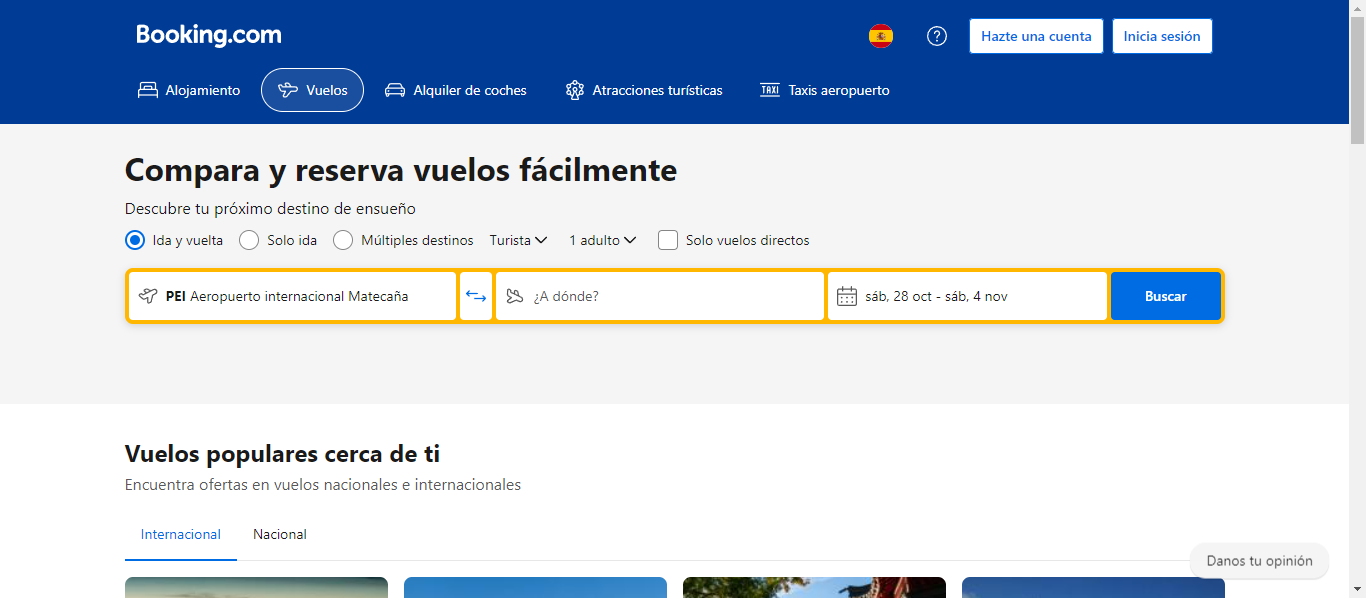 Booking.com
Hazte una cuenta
Inicia sesión
Alojamiento
Vuelos
Alquiler de coches
Atracciones turísticas
TAXI Taxis aeropuerto
Compara y reserva vuelos fácilmente
Descubre tu próximo destino de ensueño
Ida y vuelta Solo ida Múltiples destinos Turista 1 adulto Solo vuelos directos
PEI Aeropuerto internacional Matecaña
¿A dónde?
sáb, 28 oct - sáb, 4 nov
Buscar
Vuelos populares cerca de ti
Encuentra ofertas en vuelos nacionales e internacionales
Internacional Nacional
Danos tu opinión